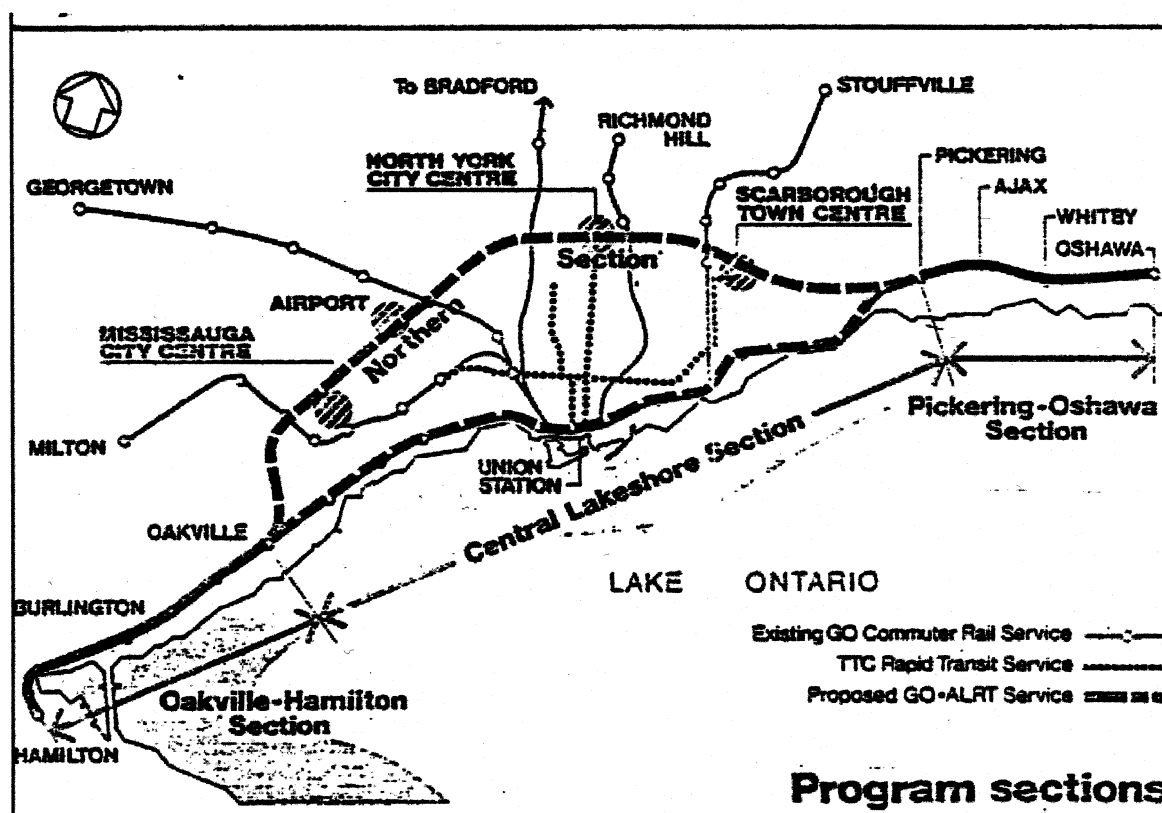 To BRADFORD
STOUFFVILLE
RICHMOND
HILL
NORTH YORK
CITY CENTRE
PICKERING
GEORGETOWN
SCARBOROUGH
TOWN CENTRE
AJAX
WHITBY
OSHAWA
Section
AIRPORT
Northern
MISSISSAUGA
CITY CENTRE
MILTON
Pickering-Oshawa
Section
UNION
STATION
Central Lakeshore Section
OAKVILLE
LAKE ONTARIO
BURLINGTON
Existing GO Commuter Rail Service
TTC Rapid Transit Service
Proposed GO-ALRT Service
Oakville-Hamilton
Section
HAMILTON
Program sections